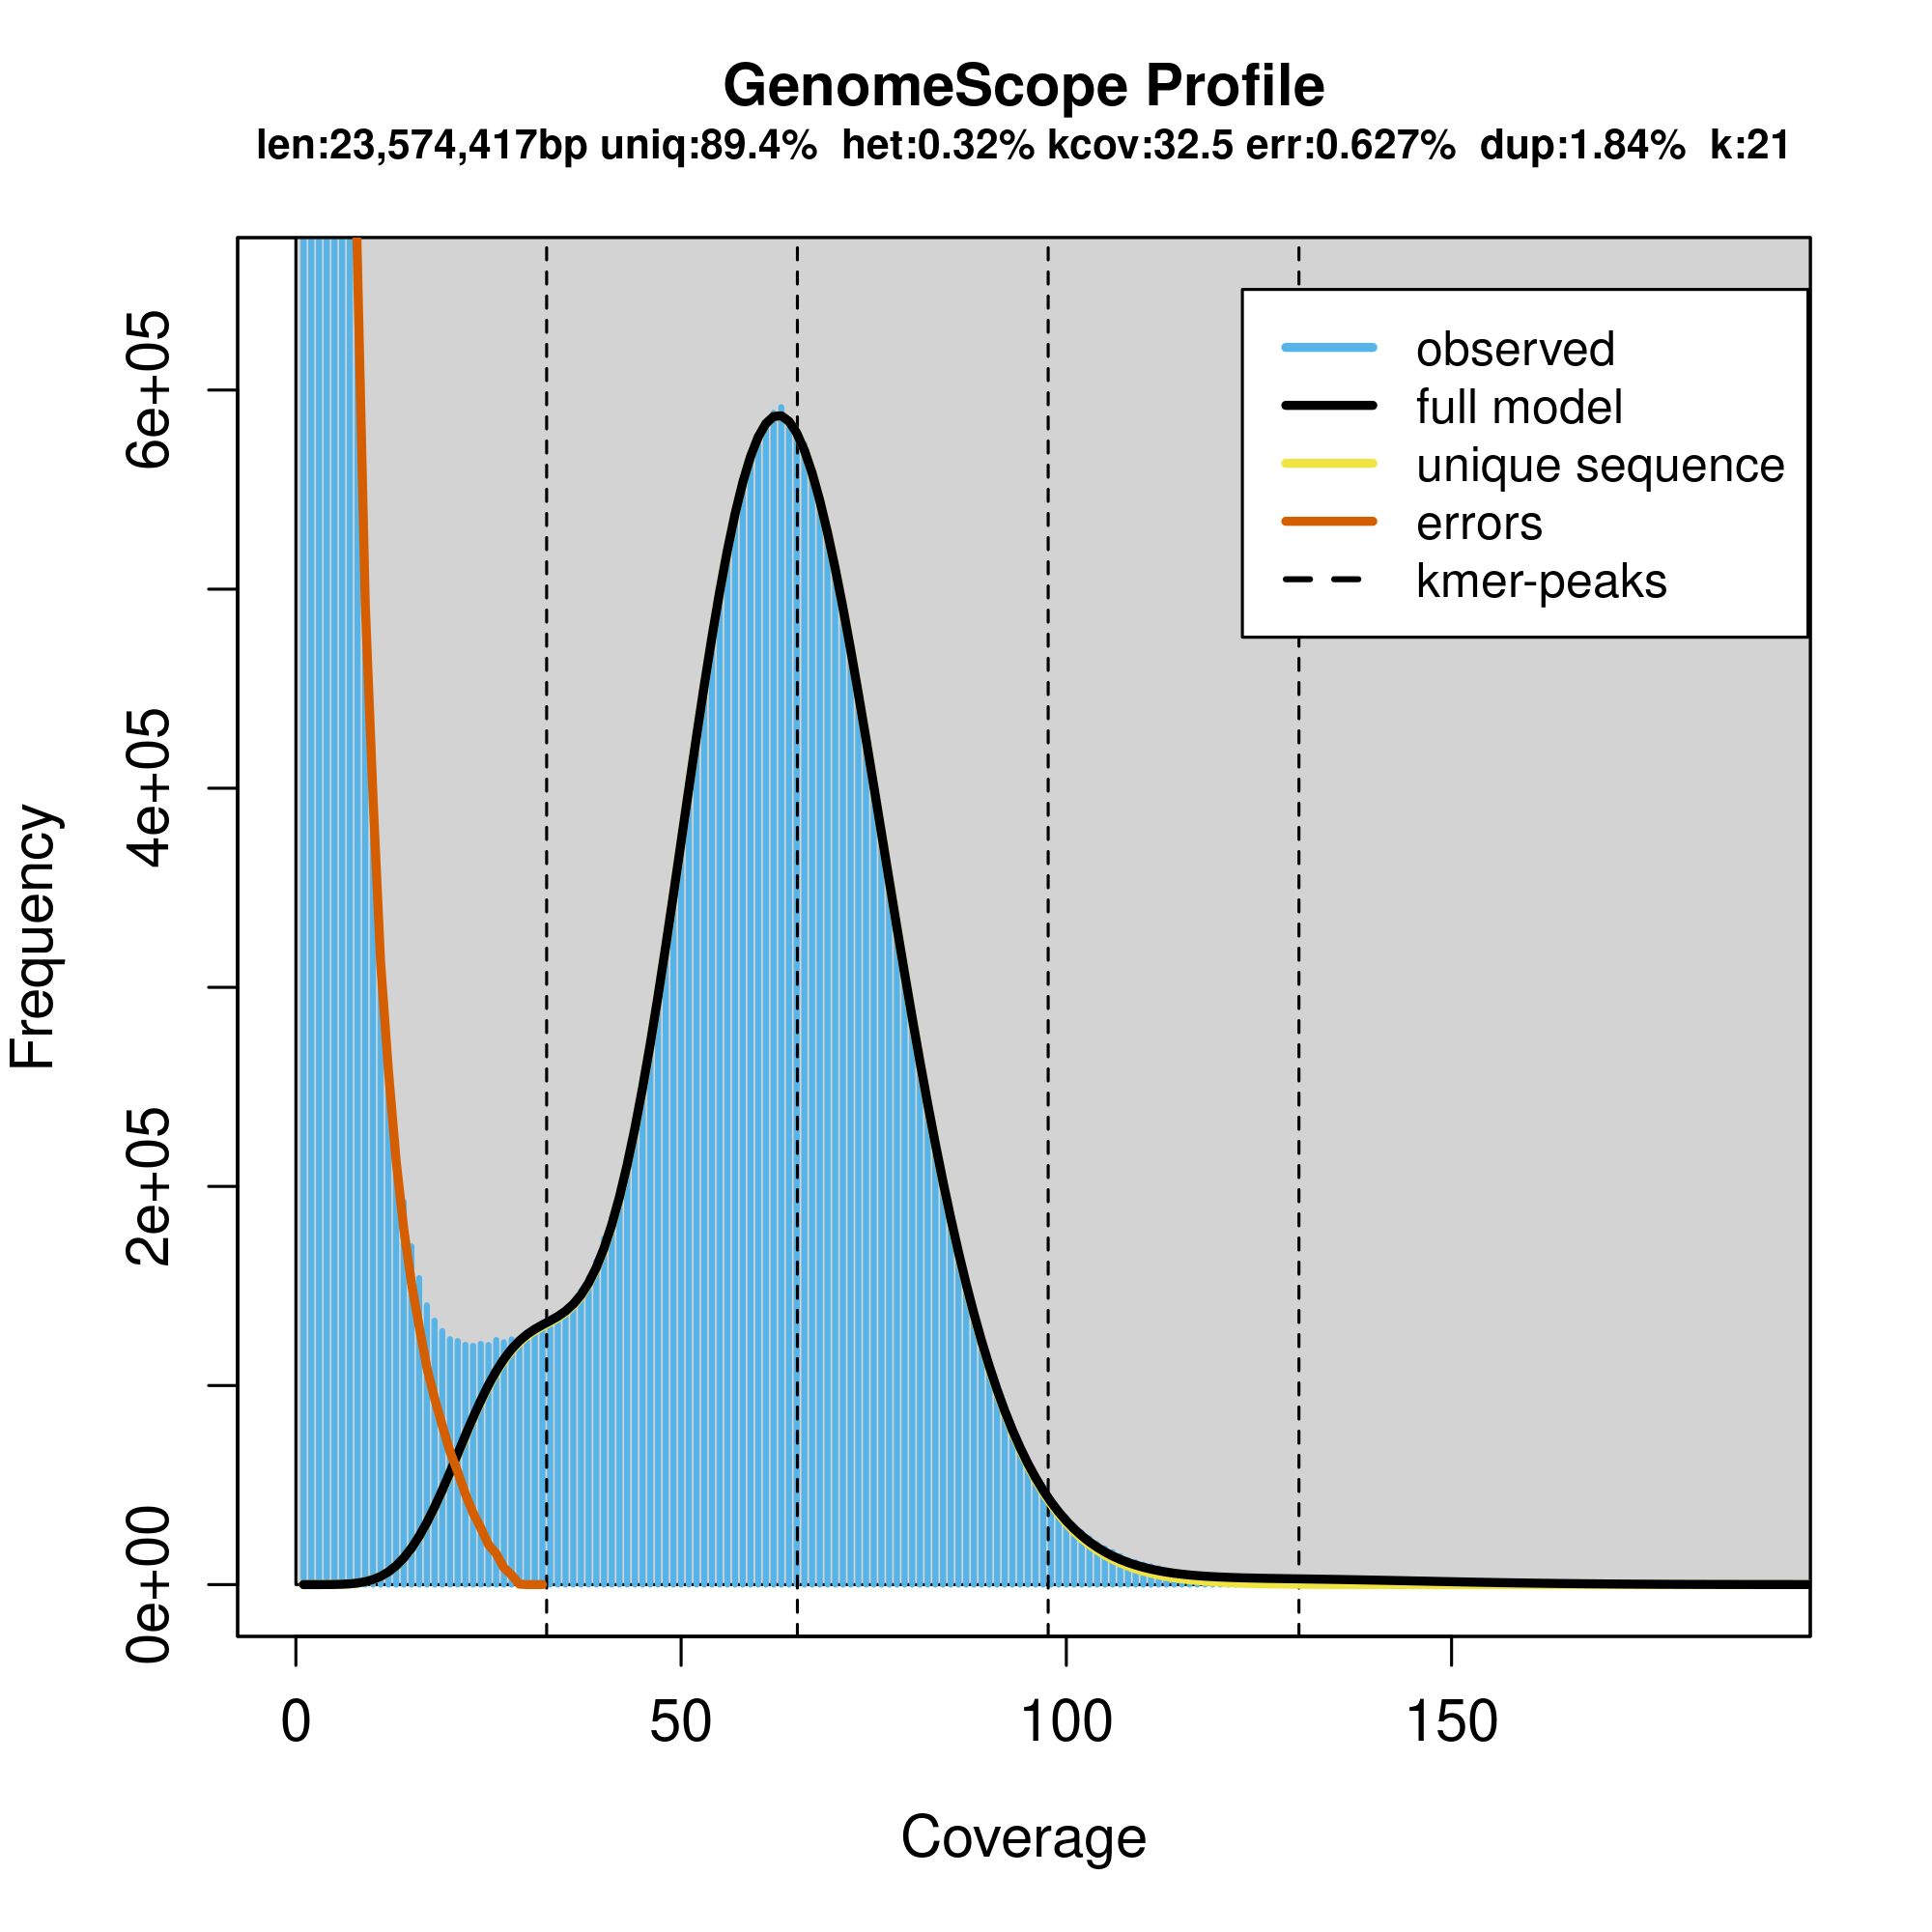 GenomeScope Profile
len:23,574,417bp uniq:89.4%  het:0.32% kcov:32.5 err:0.627%  dup:1.84%  k:21
observed
full model
unique sequence
errors
kmer-peaks
Frequency
6e+05
4e+05
2e+05
0e+00
0
50
100
150
Coverage